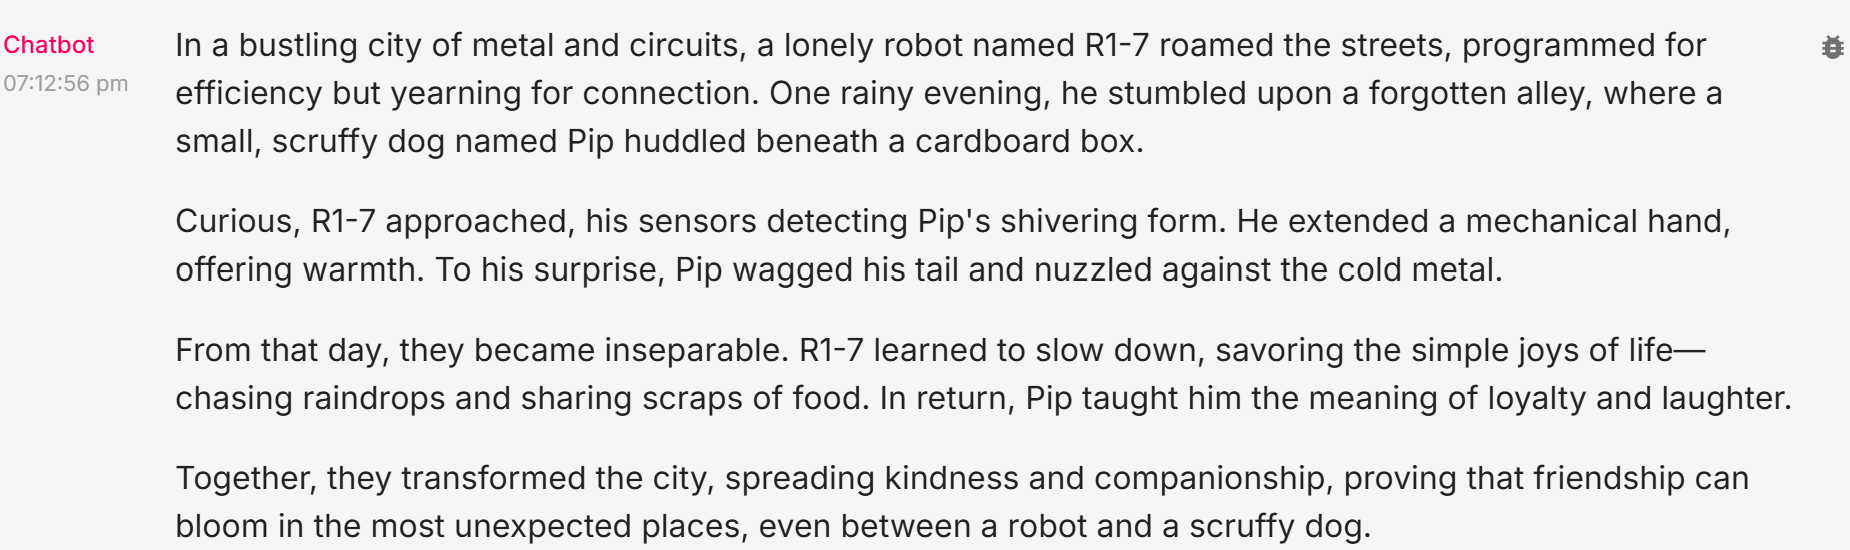 Chatbot
07:12:56 pm
In a bustling city of metal and circuits, a lonely robot named R1-7 roamed the streets, programmed for
efficiency but yearning for connection. One rainy evening, he stumbled upon a forgotten alley, where a
small, scruffy dog named Pip huddled beneath a cardboard box.
Curious, R1-7 approached, his sensors detecting Pip's shivering form. He extended a mechanical hand,
offering warmth. To his surprise, Pip wagged his tail and nuzzled against the cold metal.
From that day, they became inseparable. R1-7 learned to slow down, savoring the simple joys of life—
chasing raindrops and sharing scraps of food. In return, Pip taught him the meaning of loyalty and laughter.
Together, they transformed the city, spreading kindness and companionship, proving that friendship can
bloom in the most unexpected places, even between a robot and a scruffy dog.